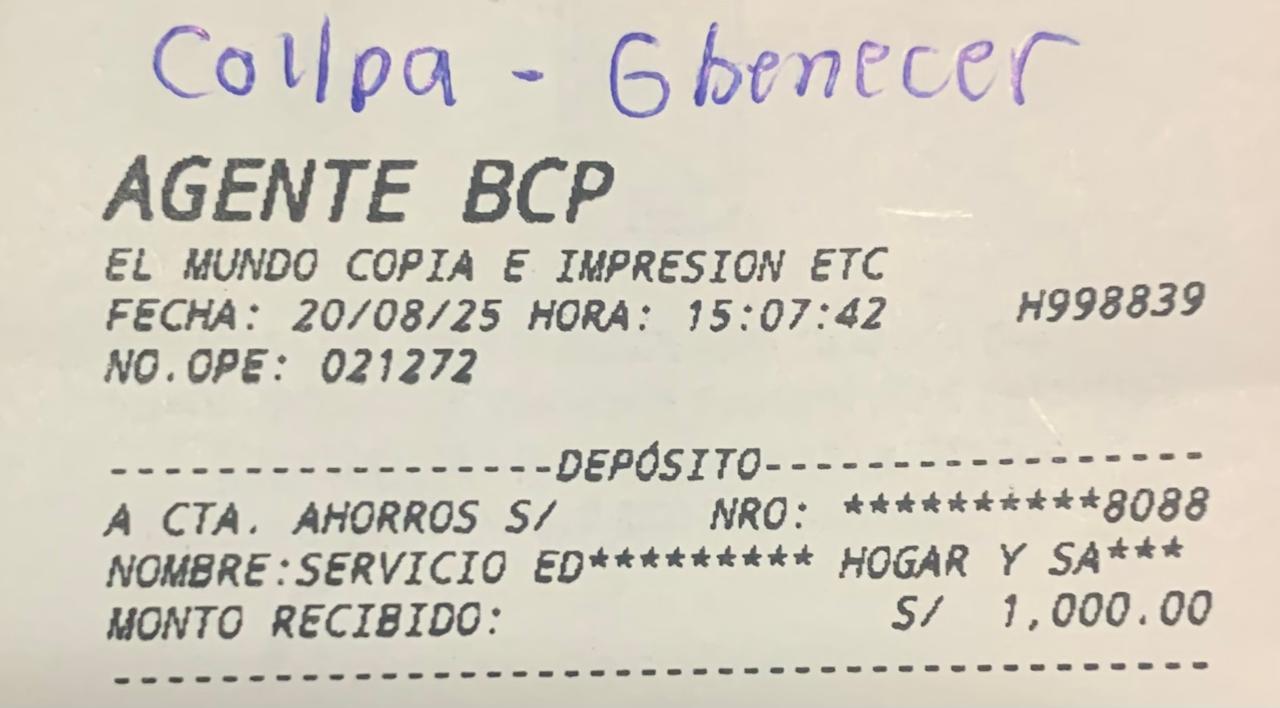 Collpa - Gbenecer
AGENTE BCP
EL MUNDO COPIA E IMPRESION ETC
FECHA: 20/08/25 HORA: 15:07:42 H998839
NO.OPE: 021272
------------------DEPÓSITO------------------
A CTA. AHORROS S/ NRO: **********8088
NOMBRE:SERVICIO ED********* HOGAR Y SA***
MONTO RECIBIDO: S/ 1,000.00
--------------------------------------------